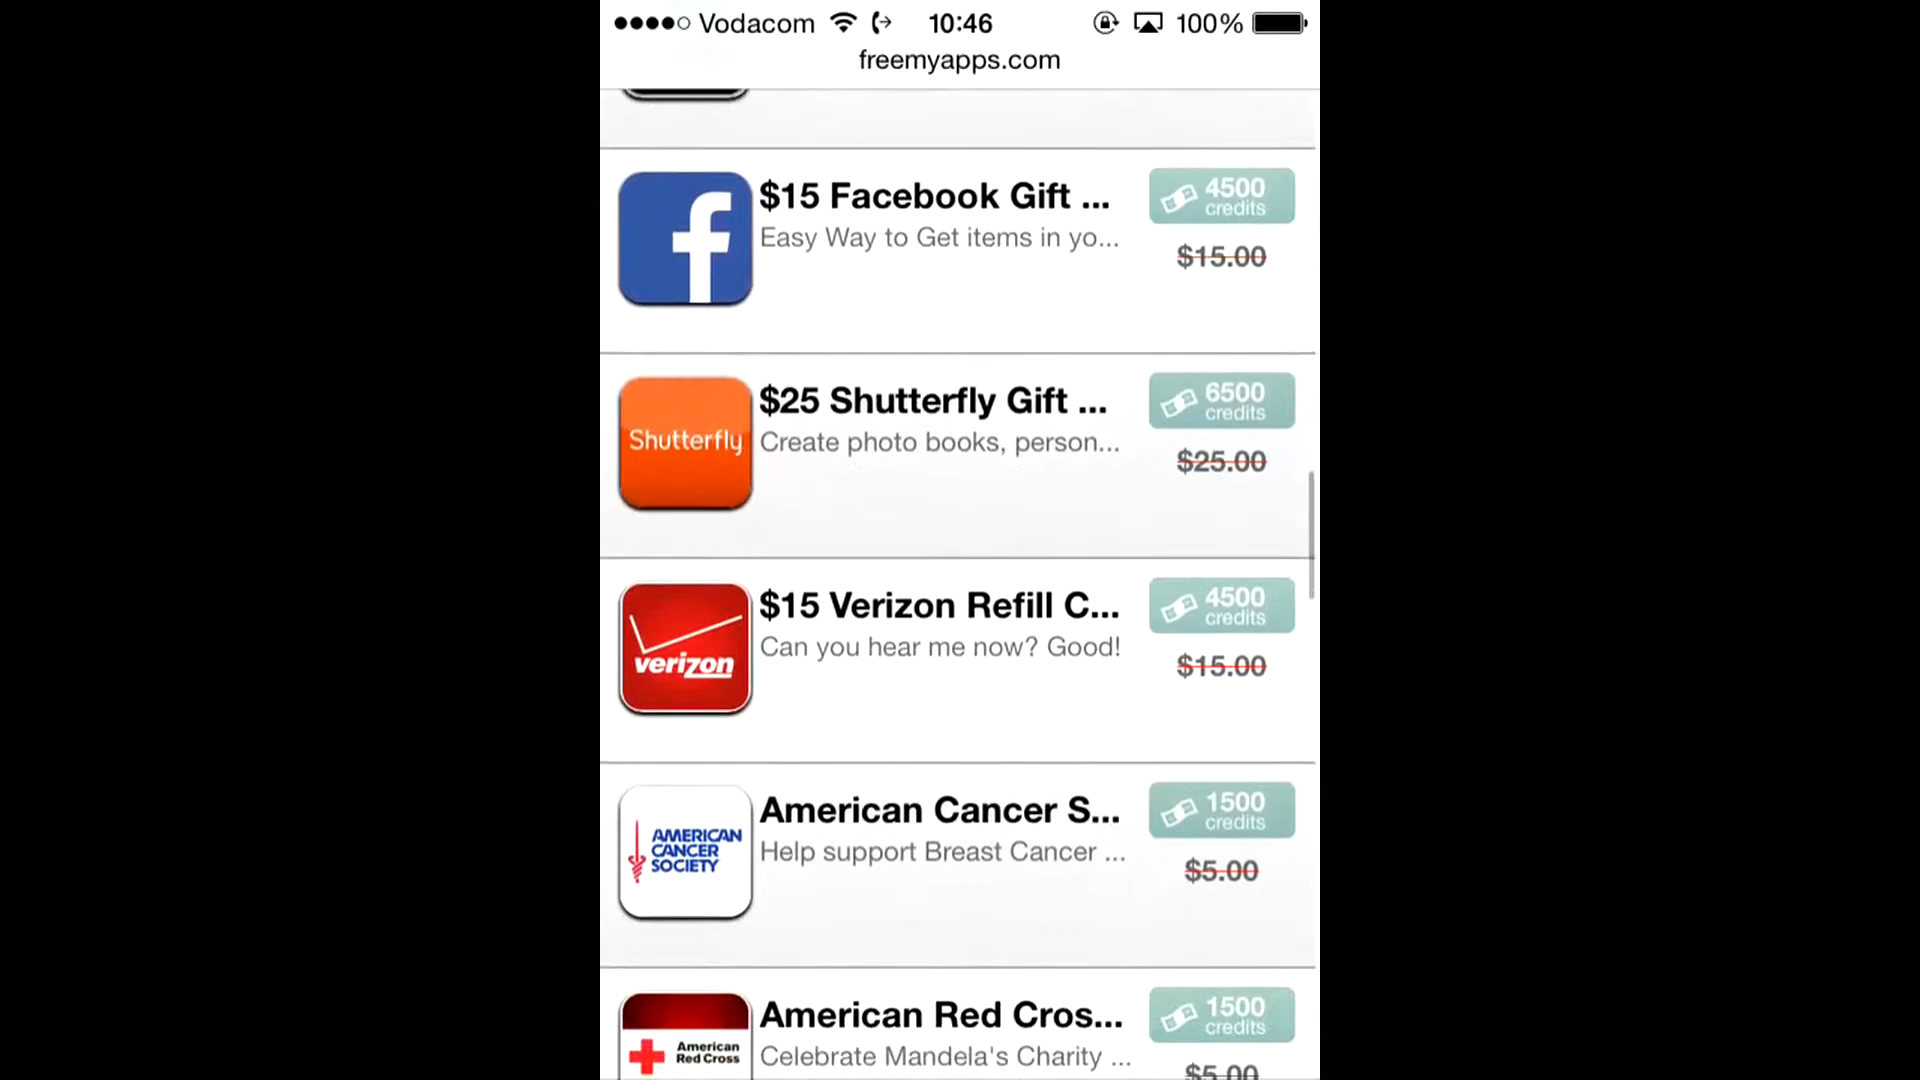 Vodacom 10:46 100%
freemyapps.com
$15 Facebook Gift ...
Easy Way to Get items in yo...
4500
credits
$15.00
Shutterfly
$25 Shutterfly Gift ...
Create photo books, person...
6500
credits
$25.00
verizon
$15 Verizon Refill C...
Can you hear me now? Good!
4500
credits
$15.00
AMERICAN
CANCER
SOCIETY
American Cancer S...
Help support Breast Cancer ...
1500
credits
$5.00
American
Red Cross
American Red Cros...
Celebrate Mandela's Charity ...
1500
credits
$5.00